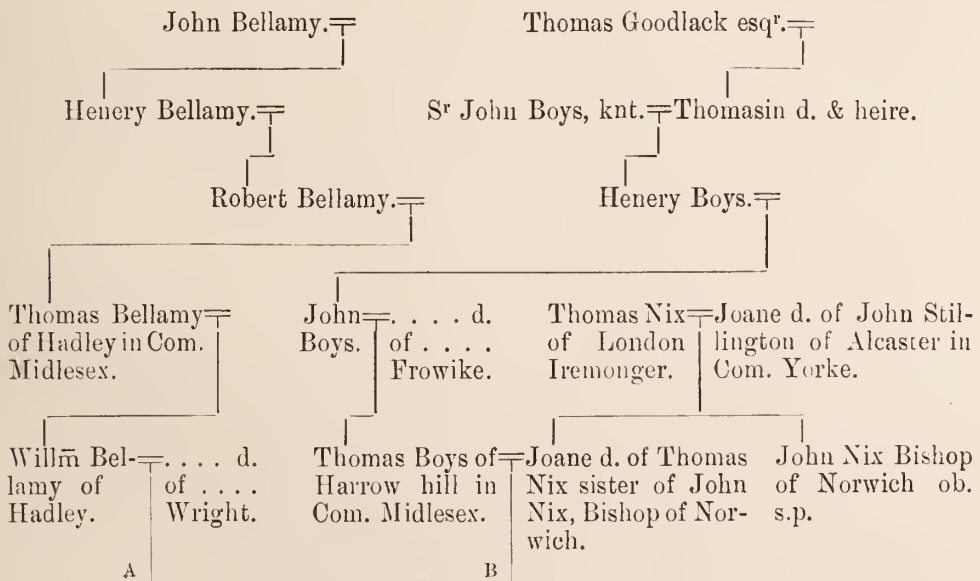 John Bellamy.
Thomas Goodlack esqʳ.
Henery Bellamy.
Sʳ John Boys, knt.
Thomasin d. & heire.
Robert Bellamy.
Henery Boys.
Thomas Bellamy
of Hadley in Com.
Midlesex.
John
Boys.
. . . . d.
of . . . .
Frowike.
Thomas Nix
of London
Iremonger.
Joane d. of John Stil-
lington of Alcaster in
Com. Yorke.
Willm̄ Bel-
lamy of
Hadley.
. . . . d.
of . . . .
Wright.
Thomas Boys of
Harrow hill in
Com. Midlesex.
Joane d. of Thomas
Nix sister of John
Nix, Bishop of Nor-
wich.
John Nix Bishop
of Norwich ob.
s.p.
A
B